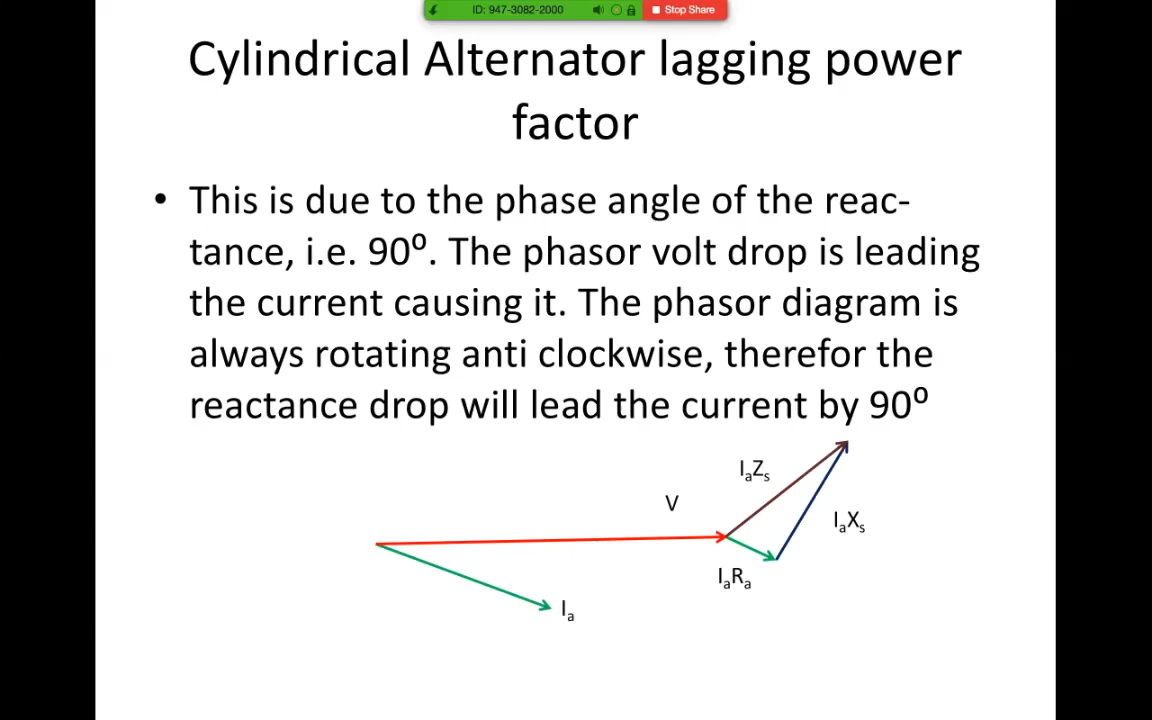 ID: 947-3082-2000
Stop Share
Cylindrical Alternator lagging power
factor
• This is due to the phase angle of the reac-
tance, i.e. 90⁰. The phasor volt drop is leading
the current causing it. The phasor diagram is
always rotating anti clockwise, therefor the
reactance drop will lead the current by 90⁰
IₐZₛ
V
IₐXₛ
IₐRₐ
Iₐ